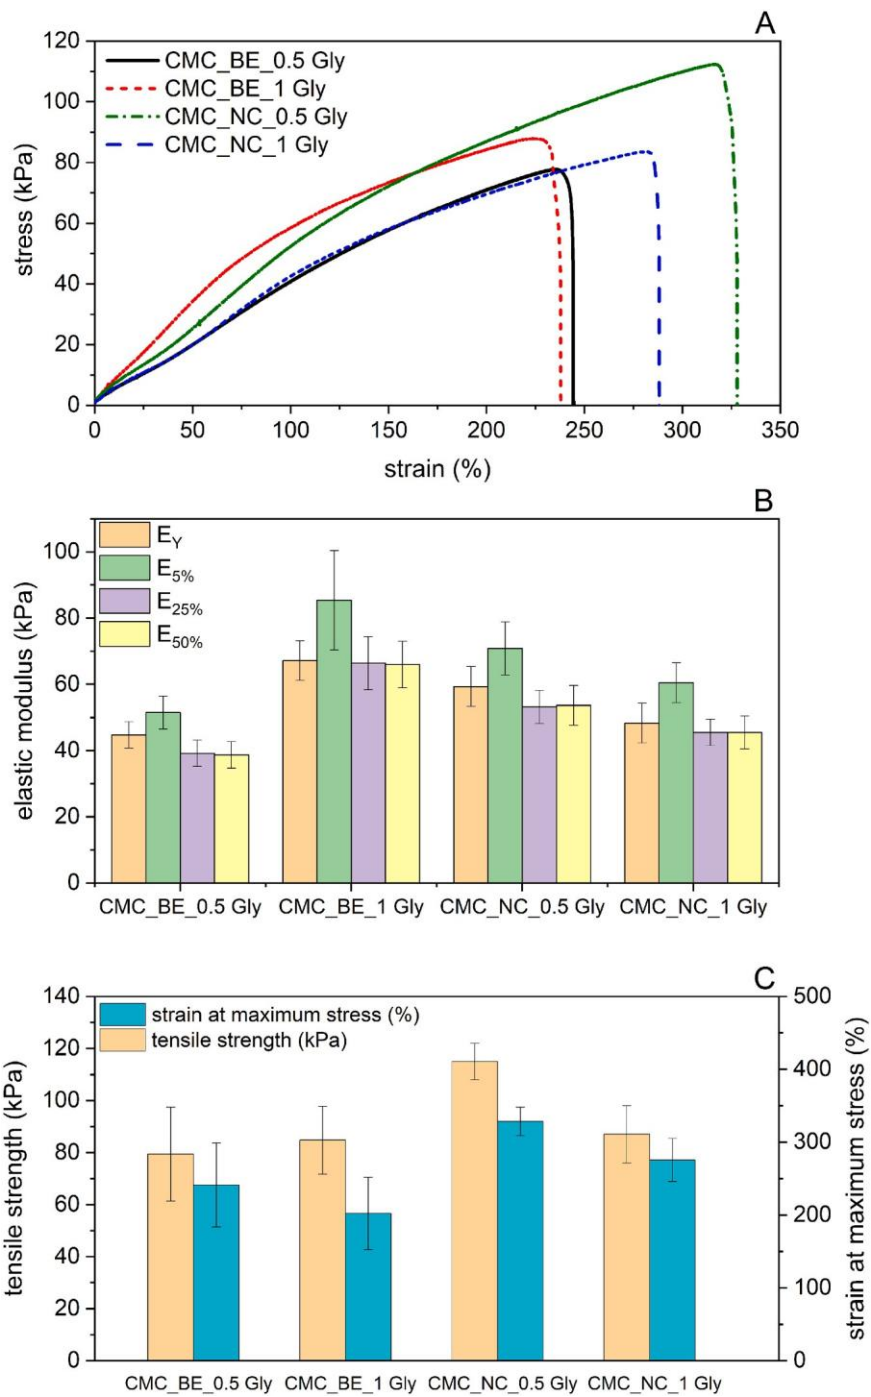 A
120
100
80
60
40
20
0
stress (kPa)
CMC_BE_0.5 Gly
CMC_BE_1 Gly
CMC_NC_0.5 Gly
CMC_NC_1 Gly
0 50 100 150 200 250 300 350
strain (%)
B
100
80
60
40
20
0
elastic modulus (kPa)
E_Y
E_5%
E_25%
E_50%
CMC_BE_0.5 Gly CMC_BE_1 Gly CMC_NC_0.5 Gly CMC_NC_1 Gly
C
140
120
100
80
60
40
20
0
tensile strength (kPa)
strain at maximum stress (%)
tensile strength (kPa)
500
400
300
200
100
0
strain at maximum stress (%)
CMC_BE_0.5 Gly CMC_BE_1 Gly CMC_NC_0.5 Gly CMC_NC_1 Gly